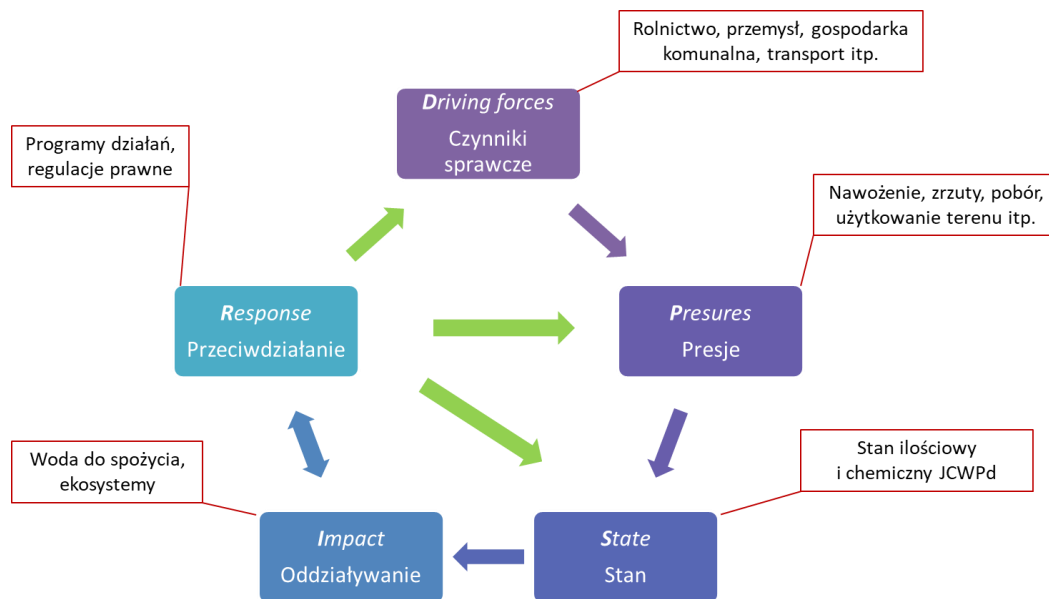 Rolnictwo, przemysł, gospodarka
komunalna, transport itp.
Driving forces
Czynniki
sprawcze
Programy działań,
regulacje prawne
Nawożenie, zrzuty, pobór,
użytkowanie terenu itp.
Response
Przeciwdziałanie
Presures
Presje
Woda do spożycia,
ekosystemy
Stan ilościowy
i chemiczny JCWPd
Impact
Oddziaływanie
State
Stan